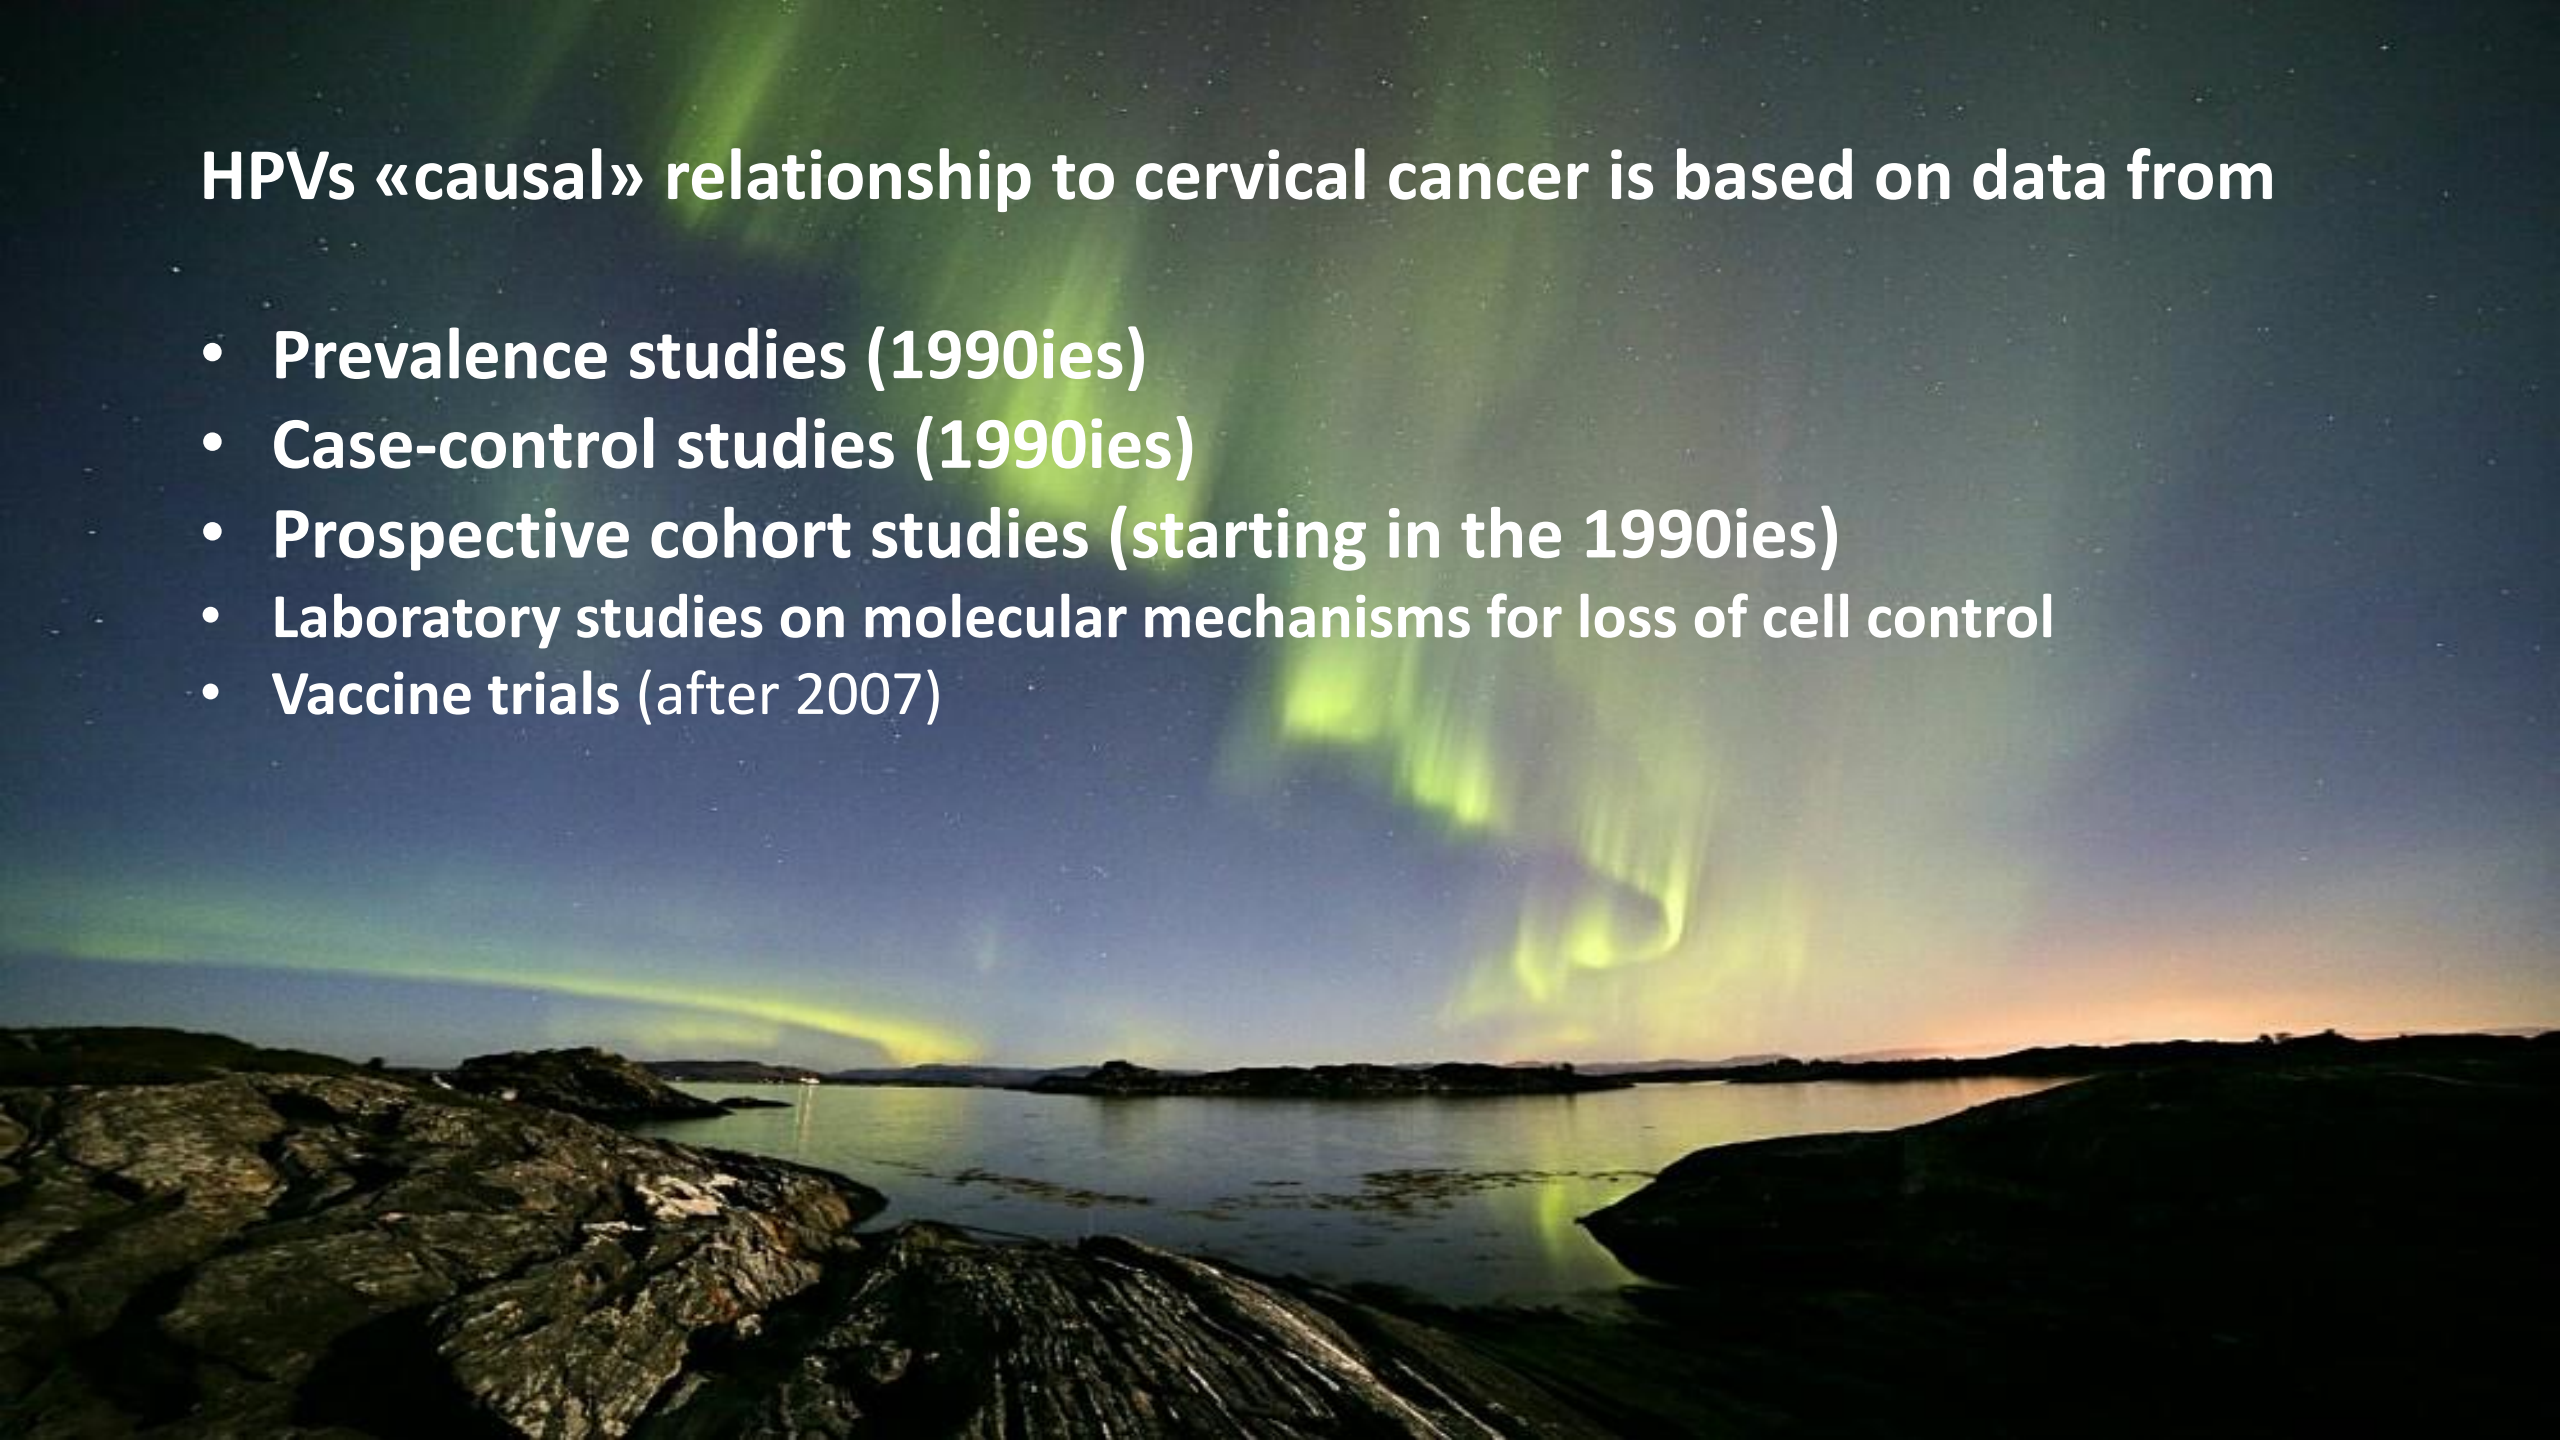 HPVs «causal» relationship to cervical cancer is based on data from
• Prevalence studies (1990ies)
• Case-control studies (1990ies)
• Prospective cohort studies (starting in the 1990ies)
• Laboratory studies on molecular mechanisms for loss of cell control
• Vaccine trials (after 2007)